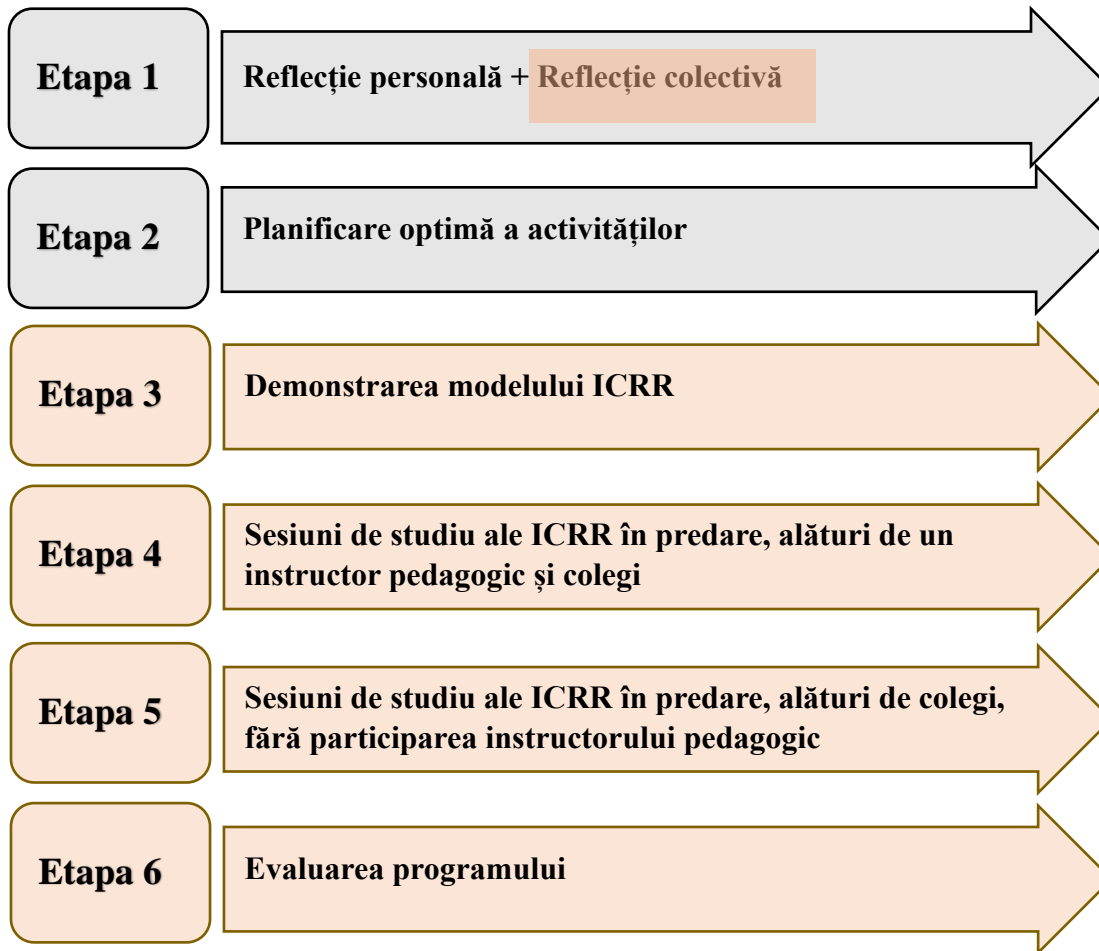 Etapa 1
Reflecție personală + Reflecție colectivă
Etapa 2
Planificare optimă a activităților
Etapa 3
Demonstrarea modelului ICRR
Etapa 4
Sesiuni de studiu ale ICRR în predare, alături de un
instructor pedagogic și colegi
Etapa 5
Sesiuni de studiu ale ICRR în predare, alături de colegi,
fără participarea instructorului pedagogic
Etapa 6
Evaluarea programului